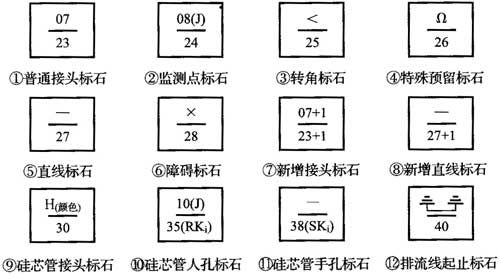 07 08(J) < Ω
23 24 25 26
①普通接头标石 ②监测点标石 ③转角标石 ④特殊预留标石
— × 07+1 —
27 28 23+1 27+1
⑤直线标石 ⑥障碍标石 ⑦新增接头标石 ⑧新增直线标石
H(颜色) 10(J) —
30 35(RKi) 38(SKi) 40
⑨硅芯管接头标石 ⑩硅芯管人孔标石 ⑪硅芯管手孔标石 ⑫排流线起止标石